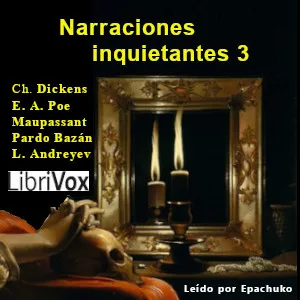 Narraciones
inquietantes 3
Ch. Dickens
E. A. Poe
Maupassant
Pardo Bazán
L. Andreyev
LibriVox
Leído por Epachuko